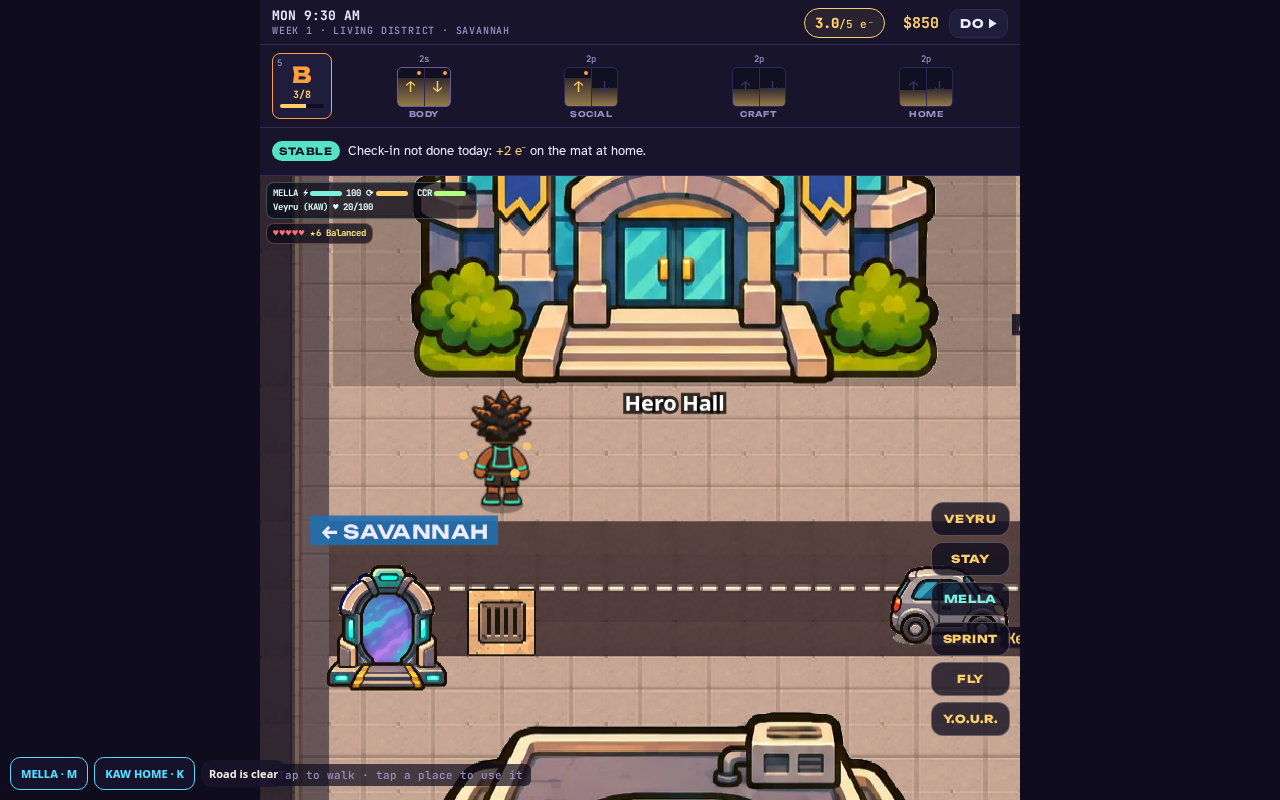 MON 9:30 AM
WEEK 1 · LIVING DISTRICT · SAVANNAH
3.0/5 e⁻
$850
DO ▶
5
B
3/8
2s
BODY
2p
SOCIAL
2p
CRAFT
2p
HOME
STABLE
Check-in not done today: +2 e⁻ on the mat at home.
MELLA ⚡ 100 ⟳ CCR
Veyru (KAW) ♥ 20/100
♥♥♥♥♥ ★6 Balanced
Hero Hall
← SAVANNAH
VEYRU
STAY
MELLA
SPRINT
FLY
Y.O.U.R.
MELLA · M
KAW HOME · K
Road is clear
ap to walk · tap a place to use it